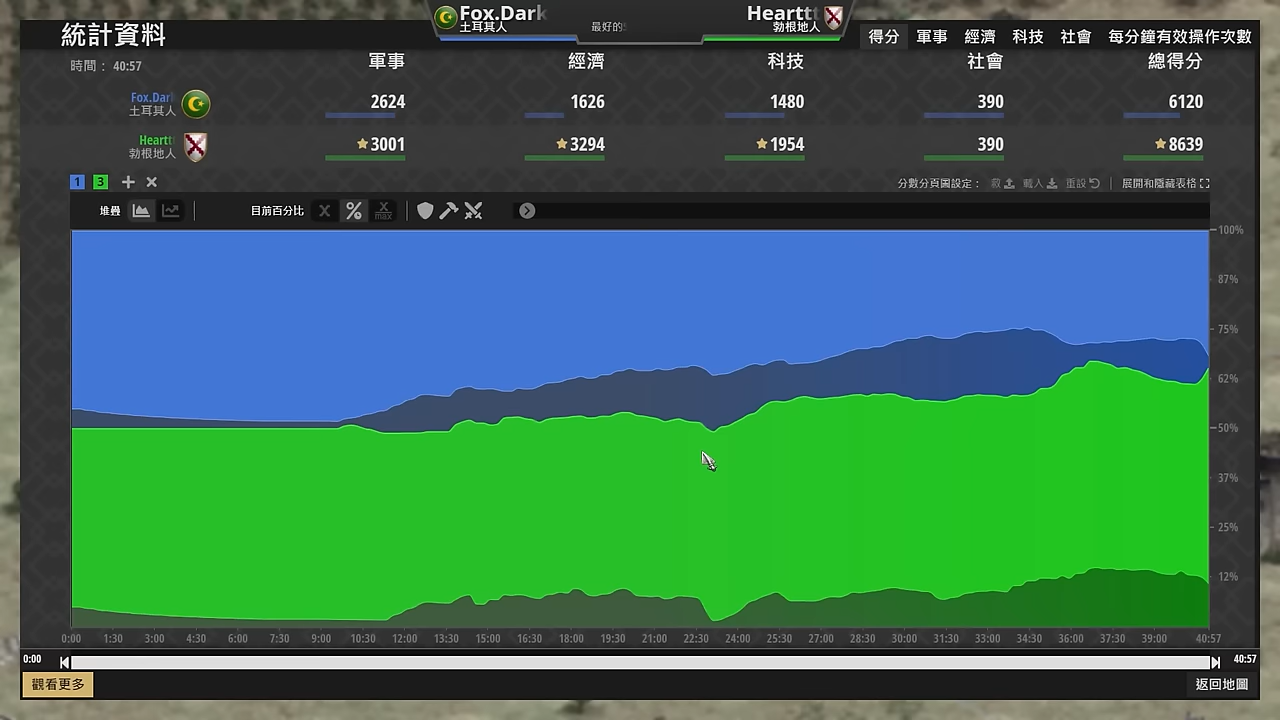 Fox.Dark
土耳其人
最好的
Hearttt
勃根地人
統計資料
得分 軍事 經濟 科技 社會 每分鐘有效操作次數
時間： 40:57
軍事 經濟 科技 社會 總得分
Fox.Dar
土耳其人
2624 1626 1480 390 6120
Heartt
勃根地人
3001 3294 1954 390 8639
1 3
分數分頁圖設定： 載入 重設 展開和隱藏表格
堆疊 目前百分比 X % X max
100%
87%
75%
62%
50%
37%
25%
12%
0:00 1:30 3:00 4:30 6:00 7:30 9:00 10:30 12:00 13:30 15:00 16:30 18:00 19:30 21:00 22:30 24:00 25:30 27:00 28:30 30:00 31:30 33:00 34:30 36:00 37:30 39:00 40:57
0:00 40:57
觀看更多 返回地圖